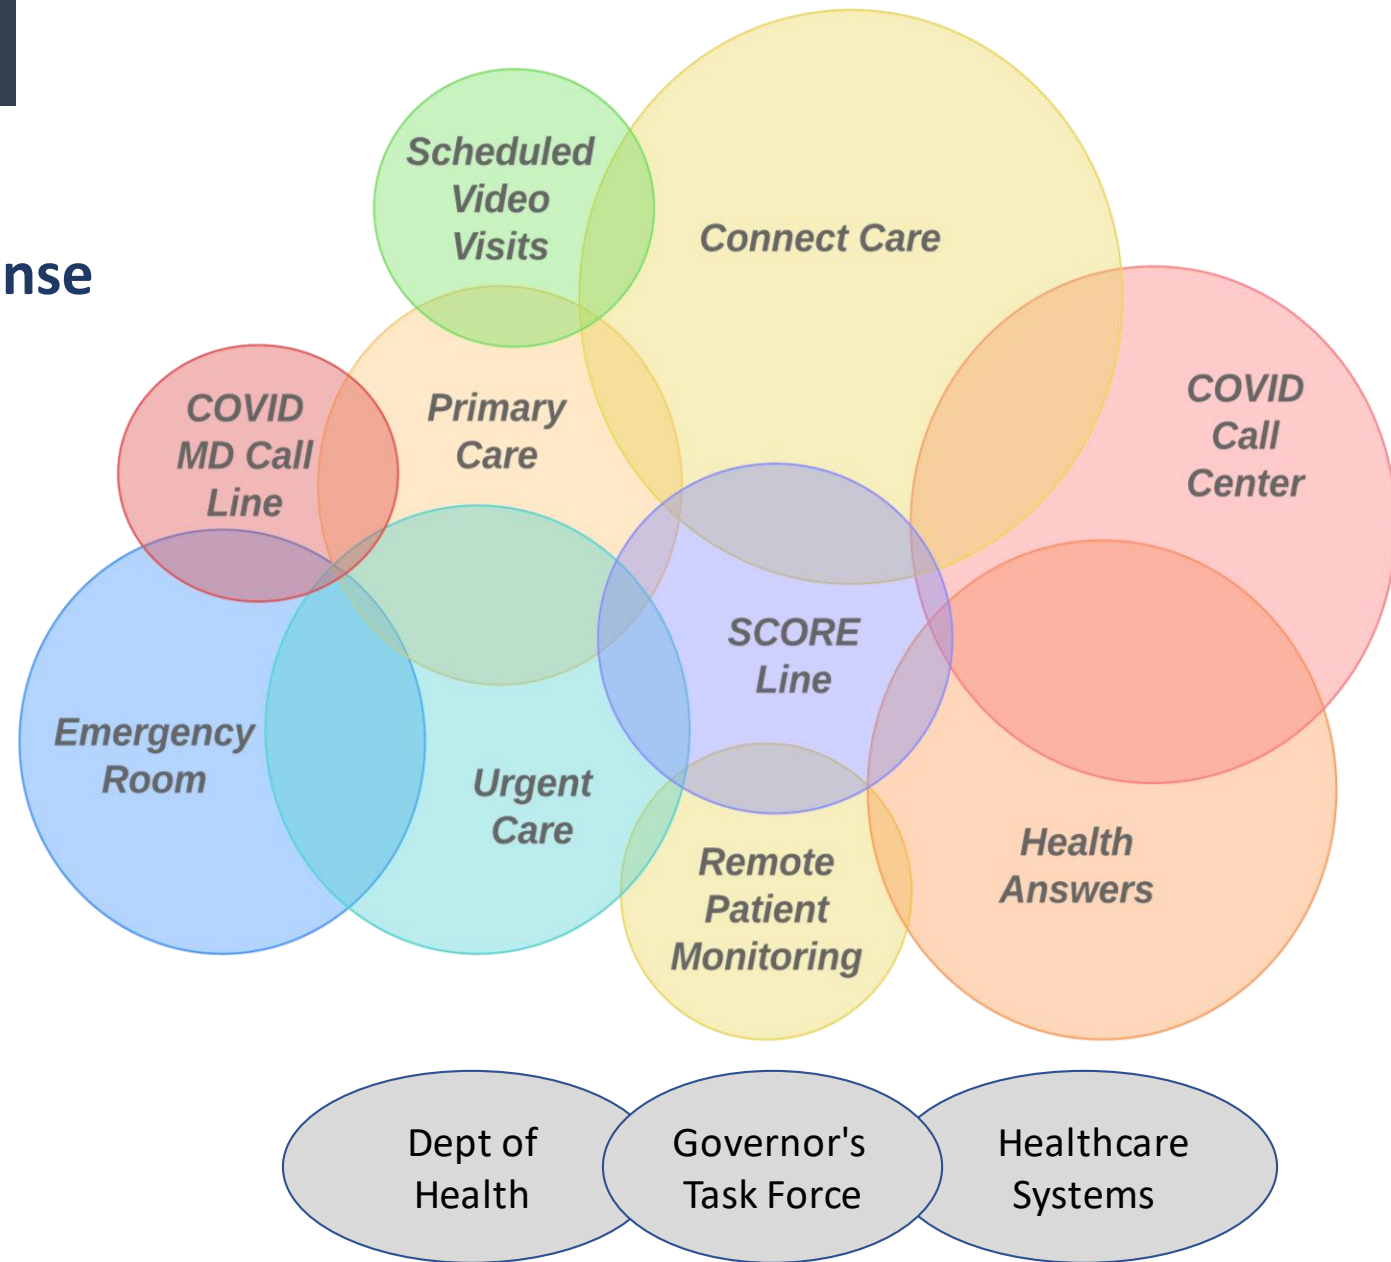 nse
Scheduled
Video
Visits
Connect Care
COVID
MD Call
Line
Primary
Care
COVID
Call
Center
SCORE
Line
Emergency
Room
Urgent
Care
Remote
Patient
Monitoring
Health
Answers
Dept of
Health
Governor's
Task Force
Healthcare
Systems